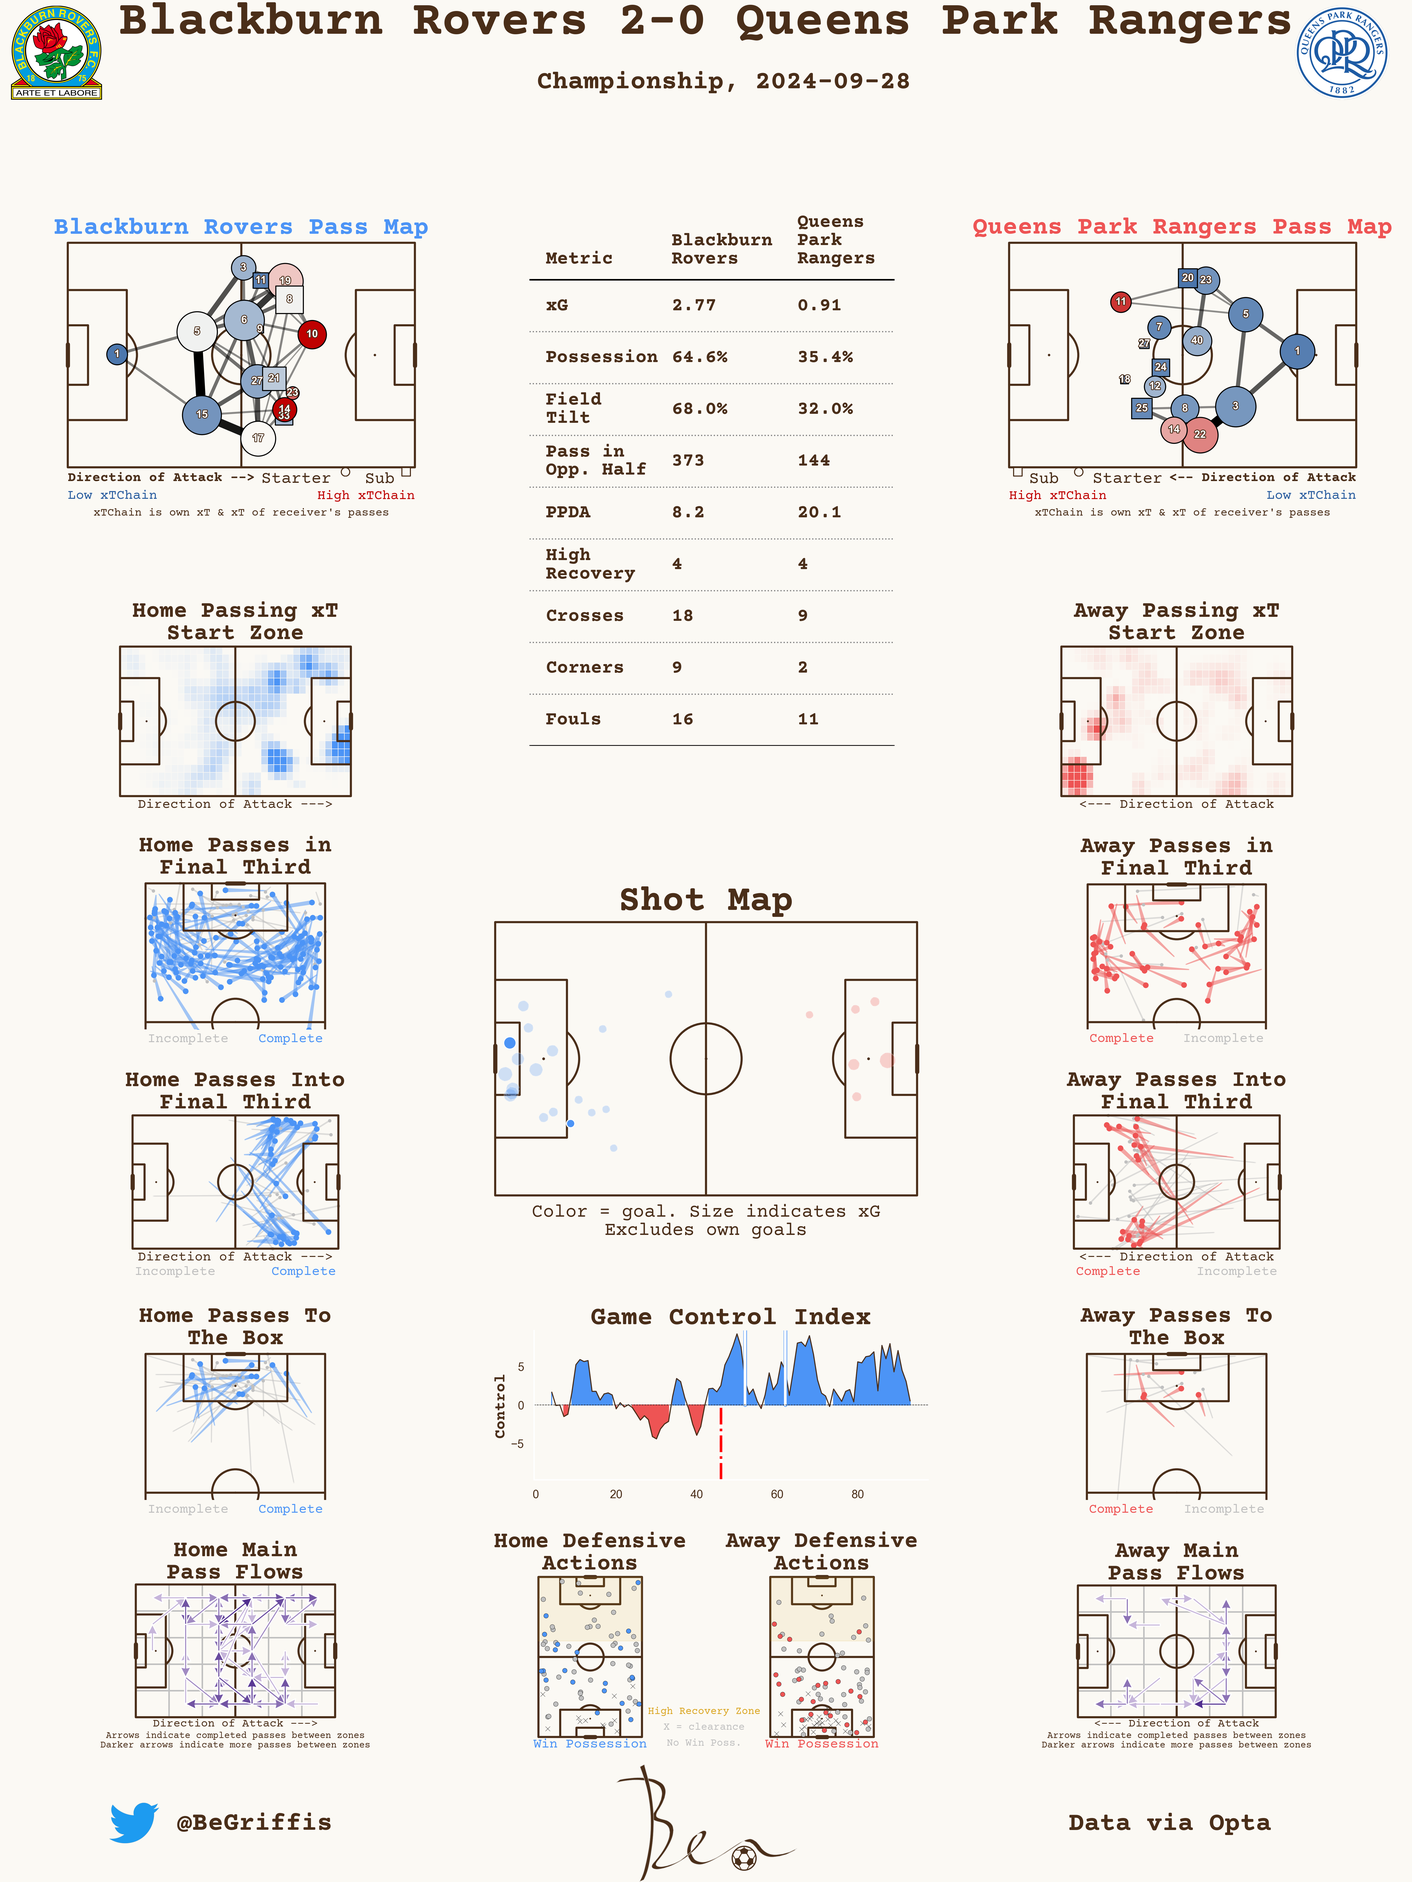 Blackburn Rovers 2-0 Queens Park Rangers
Championship, 2024-09-28
BLACKBURN ROVERS F.C.
18 75
ARTE ET LABORE
QUEENS PARK RANGERS
QPR
1882
Blackburn Rovers Pass Map
3
11
19
8
6
9
5
10
1
27
21
23
14
33
15
17
Direction of Attack --> Starter Sub
Low xTChain High xTChain
xTChain is own xT & xT of receiver's passes
Metric Blackburn Rovers Queens Park Rangers
xG 2.77 0.91
Possession 64.6% 35.4%
Field Tilt 68.0% 32.0%
Pass in Opp. Half 373 144
PPDA 8.2 20.1
High Recovery 4 4
Crosses 18 9
Corners 9 2
Fouls 16 11
Queens Park Rangers Pass Map
20
23
11
5
7
27
40
1
24
18
12
25
8
3
14
22
Sub Starter <-- Direction of Attack
High xTChain Low xTChain
xTChain is own xT & xT of receiver's passes
Home Passing xT
Start Zone
Direction of Attack --->
Away Passing xT
Start Zone
<--- Direction of Attack
Home Passes in
Final Third
Incomplete Complete
Away Passes in
Final Third
Complete Incomplete
Shot Map
Color = goal. Size indicates xG
Excludes own goals
Home Passes Into
Final Third
Direction of Attack --->
Incomplete Complete
Away Passes Into
Final Third
<--- Direction of Attack
Complete Incomplete
Home Passes To
The Box
Incomplete Complete
Game Control Index
Control
5
0
−5
0 20 40 60 80
Away Passes To
The Box
Complete Incomplete
Home Main
Pass Flows
Direction of Attack --->
Arrows indicate completed passes between zones
Darker arrows indicate more passes between zones
Home Defensive
Actions
Win Possession
High Recovery Zone
X = clearance
No Win Poss.
Away Defensive
Actions
Win Possession
Away Main
Pass Flows
<--- Direction of Attack
Arrows indicate completed passes between zones
Darker arrows indicate more passes between zones
@BeGriffis
Ben
Data via Opta